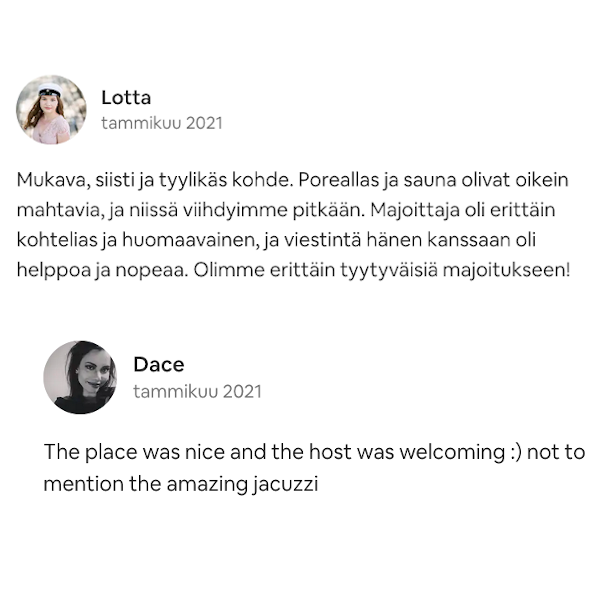 Lotta
tammikuu 2021
Mukava, siisti ja tyylikäs kohde. Poreallas ja sauna olivat oikein
mahtavia, ja niissä viihdyimme pitkään. Majoittaja oli erittäin
kohtelias ja huomaavainen, ja viestintä hänen kanssaan oli
helppoa ja nopeaa. Olimme erittäin tyytyväisiä majoitukseen!
Dace
tammikuu 2021
The place was nice and the host was welcoming :) not to
mention the amazing jacuzzi